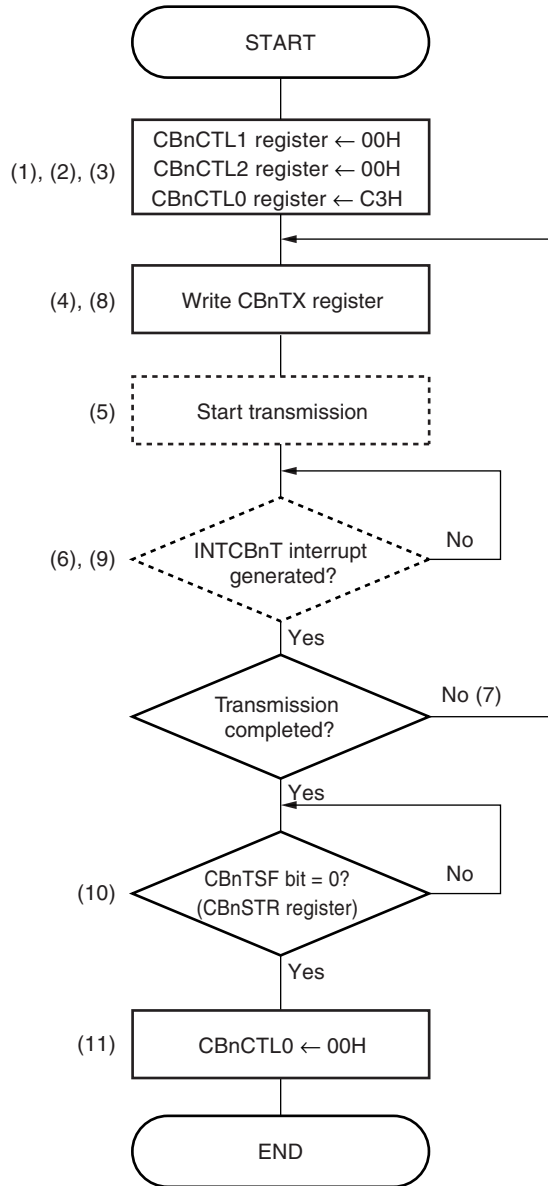 START
CBnCTL1 register ← 00H
(1), (2), (3)
CBnCTL2 register ← 00H
CBnCTL0 register ← C3H
(4), (8)
Write CBnTX register
(5)
Start transmission
(6), (9)
INTCBnT interrupt
generated?
No
Yes
Transmission
completed?
No (7)
Yes
(10)
CBnTSF bit = 0?
(CBnSTR register)
No
Yes
(11)
CBnCTL0 ← 00H
END